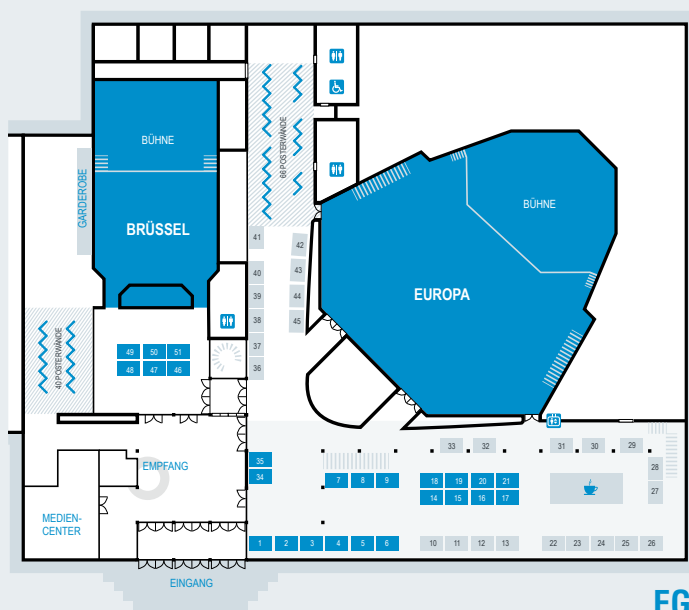 BÜHNE
GARDEROBE
BRÜSSEL
66 POSTERWÄNDE
BÜHNE
EUROPA
41
42
40
43
39
44
38
45
37
36
40 POSTERWÄNDE
49 50 51
48 47 46
33 32 31 30 29
EMPFANG
35
34
28
27
7 8 9
18 19 20 21
14 15 16 17
MEDIEN-
CENTER
1 2 3 4 5 6 10 11 12 13 22 23 24 25 26
EINGANG
EG